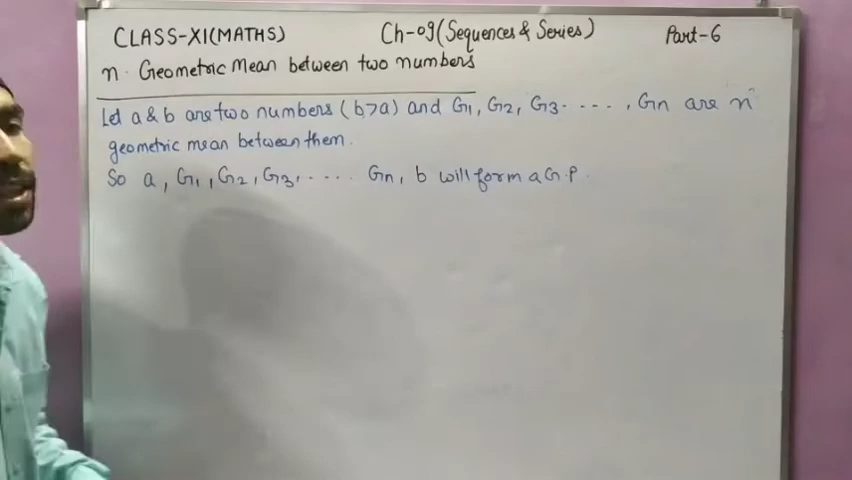 CLASS-XI(MATHS) Ch-09(Sequences & Series) Part-6
n. Geometric Mean between two numbers
Let a & b are two numbers (b>a) and G1, G2, G3. - - - -, Gn are n
geometric mean between them.
So a, G1, G2, G3, - - - - Gn, b will form a G.P.